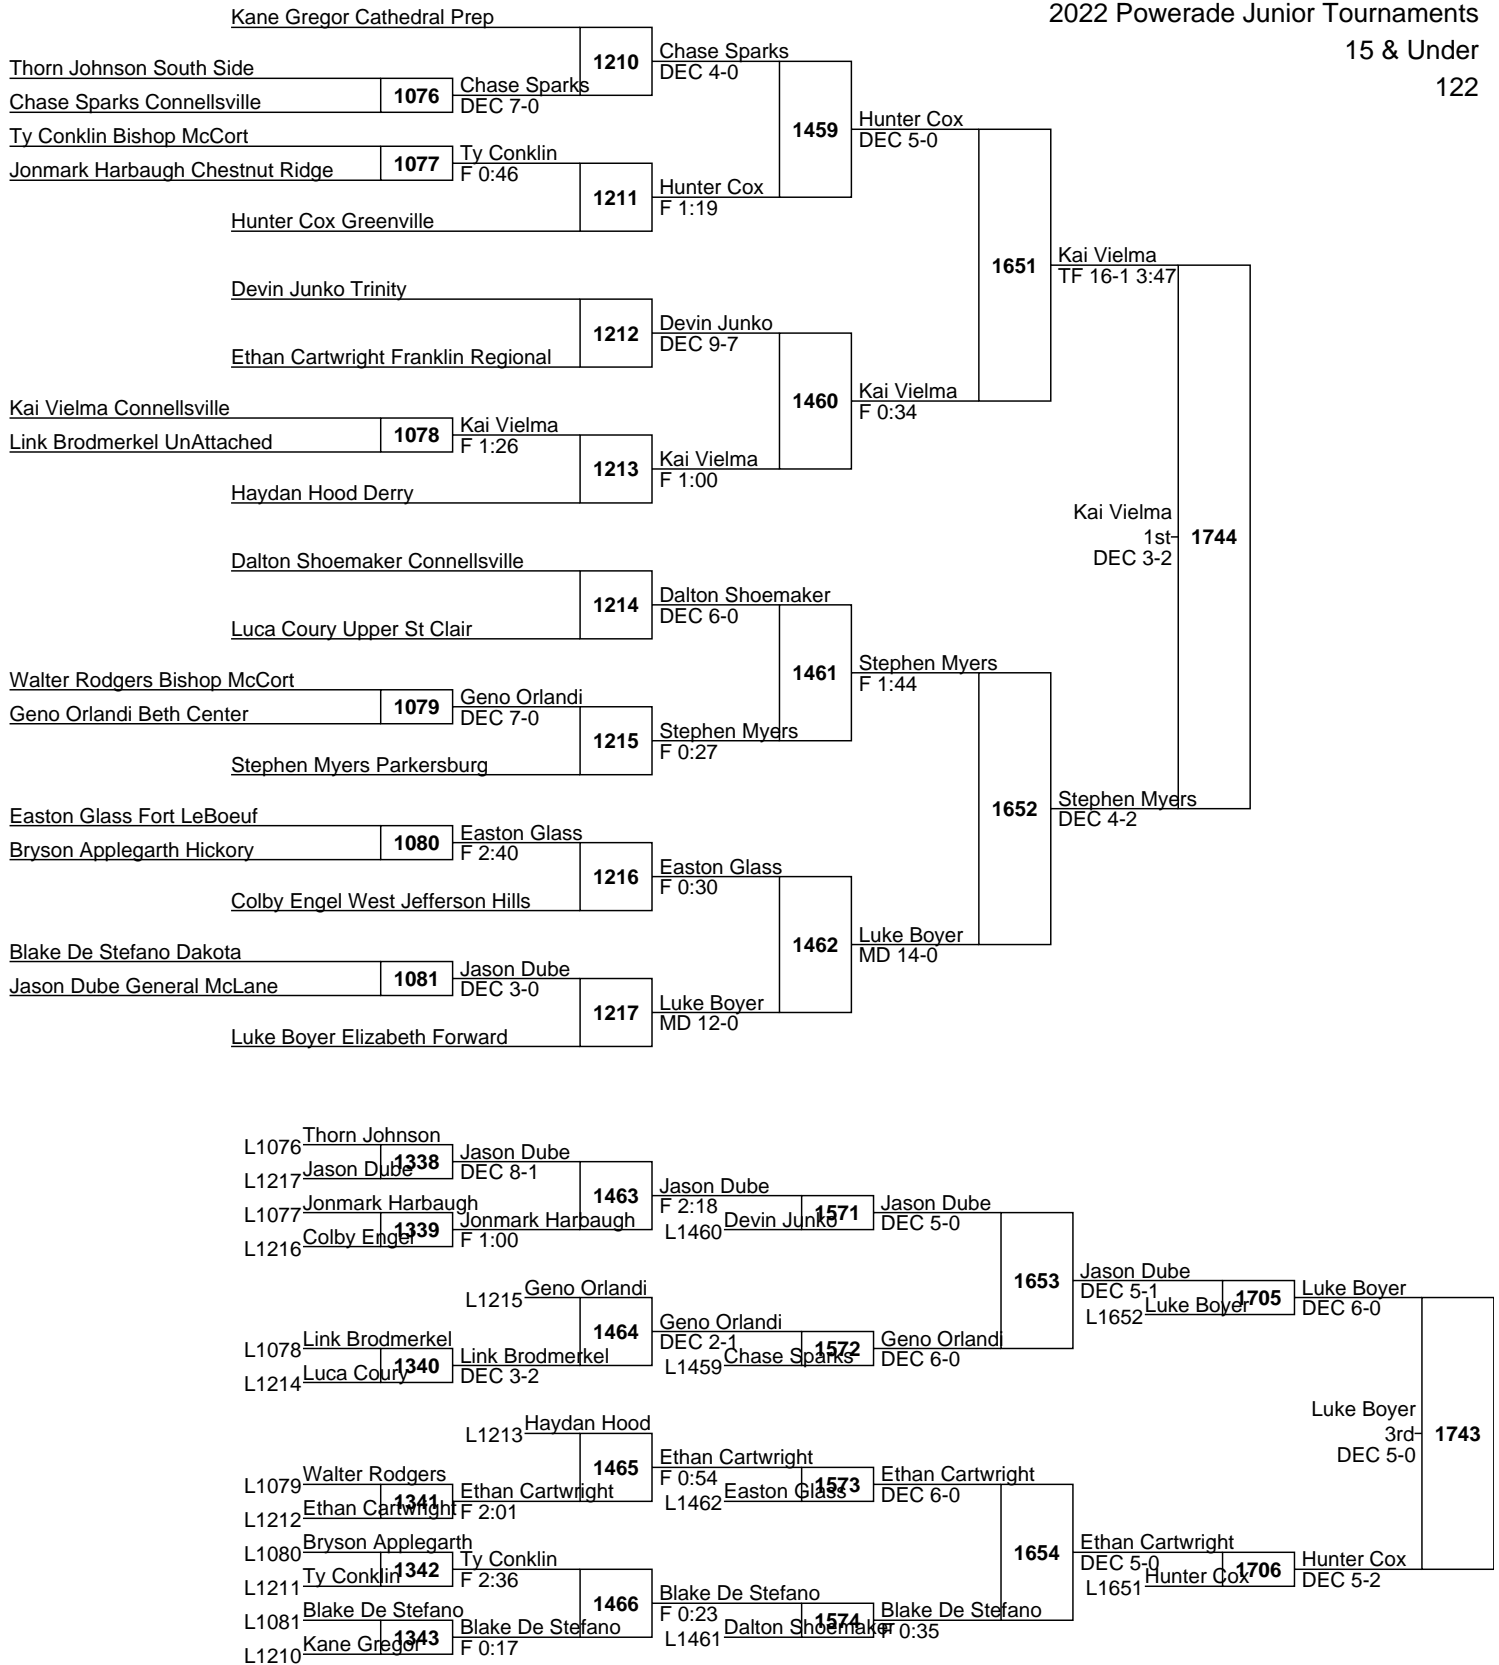 2022 Powerade Junior Tournaments
15 & Under
122
Kane Gregor Cathedral Prep
1210
Chase Sparks
DEC 4-0
Thorn Johnson South Side
Chase Sparks Connellsville
1076
Chase Sparks
DEC 7-0
1459
Hunter Cox
DEC 5-0
Ty Conklin Bishop McCort
Jonmark Harbaugh Chestnut Ridge
1077
Ty Conklin
F 0:46
1211
Hunter Cox
F 1:19
Hunter Cox Greenville
1651
Kai Vielma
TF 16-1 3:47
Devin Junko Trinity
1212
Devin Junko
DEC 9-7
Ethan Cartwright Franklin Regional
1460
Kai Vielma
F 0:34
Kai Vielma Connellsville
Link Brodmerkel UnAttached
1078
Kai Vielma
F 1:26
1213
Kai Vielma
F 1:00
Haydan Hood Derry
Kai Vielma
1st
DEC 3-2
1744
Dalton Shoemaker Connellsville
1214
Dalton Shoemaker
DEC 6-0
Luca Coury Upper St Clair
1461
Stephen Myers
F 1:44
Walter Rodgers Bishop McCort
Geno Orlandi Beth Center
1079
Geno Orlandi
DEC 7-0
1215
Stephen Myers
F 0:27
Stephen Myers Parkersburg
1652
Stephen Myers
DEC 4-2
Easton Glass Fort LeBoeuf
Bryson Applegarth Hickory
1080
Easton Glass
F 2:40
1216
Easton Glass
F 0:30
Colby Engel West Jefferson Hills
1462
Luke Boyer
MD 14-0
Blake De Stefano Dakota
Jason Dube General McLane
1081
Jason Dube
DEC 3-0
1217
Luke Boyer
MD 12-0
Luke Boyer Elizabeth Forward
L1076 Thorn Johnson
L1217 Jason Dube
1338
Jason Dube
DEC 8-1
1463
Jason Dube
F 2:18
L1077 Jonmark Harbaugh
L1216 Colby Engel
1339
Jonmark Harbaugh
F 1:00
L1460 Devin Junko
1571
Jason Dube
DEC 5-0
1653
Jason Dube
DEC 5-1
L1652 Luke Boyer
1705
Luke Boyer
DEC 6-0
L1215 Geno Orlandi
1464
Geno Orlandi
DEC 2-1
L1078 Link Brodmerkel
L1214 Luca Coury
1340
Link Brodmerkel
DEC 3-2
L1459 Chase Sparks
1572
Geno Orlandi
DEC 6-0
Luke Boyer
3rd
DEC 5-0
1743
L1213 Haydan Hood
1465
Ethan Cartwright
F 0:54
L1079 Walter Rodgers
L1212 Ethan Cartwright
1341
Ethan Cartwright
F 2:01
L1462 Easton Glass
1573
Ethan Cartwright
DEC 6-0
1654
Ethan Cartwright
DEC 5-0
L1651 Hunter Cox
1706
Hunter Cox
DEC 5-2
L1080 Bryson Applegarth
L1211 Ty Conklin
1342
Ty Conklin
F 2:36
1466
Blake De Stefano
F 0:23
L1081 Blake De Stefano
L1210 Kane Gregor
1343
Blake De Stefano
F 0:17
L1461 Dalton Shoemaker
1574
Blake De Stefano
F 0:35